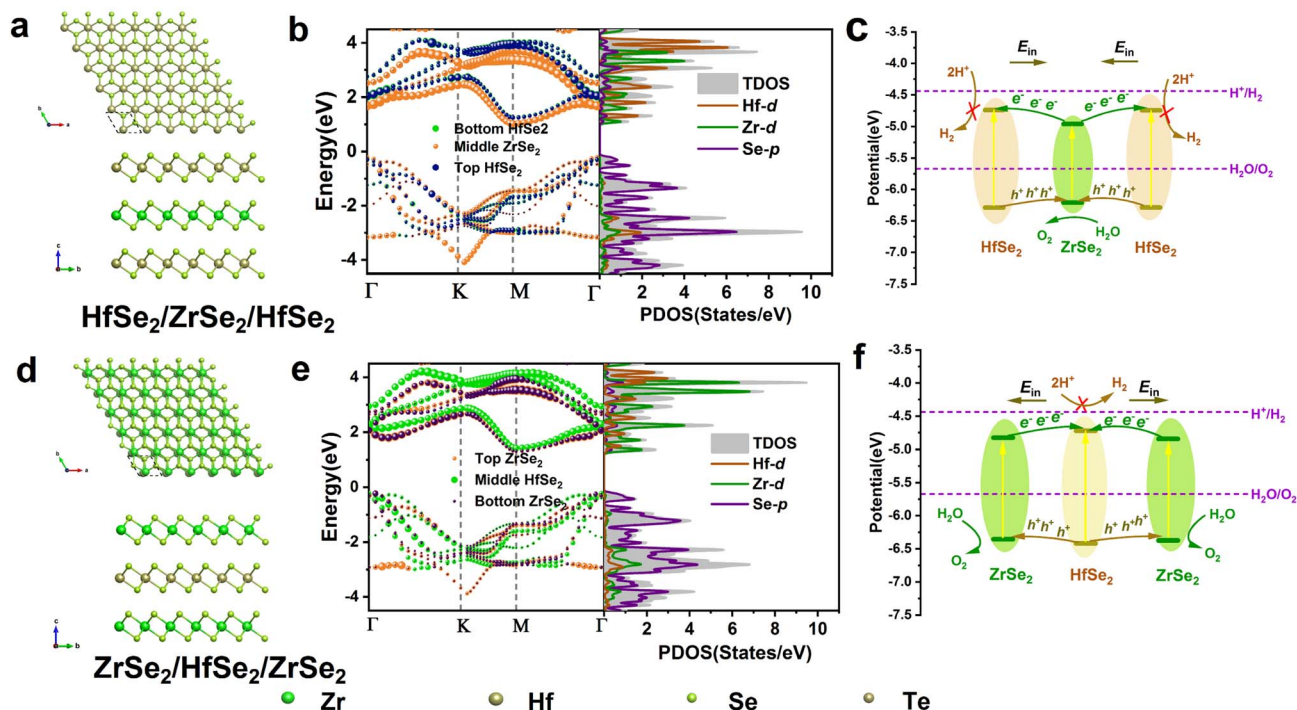 a
b
a
c
b
HfSe₂/ZrSe₂/HfSe₂
b
Energy(eV)
4
2
0
-2
-4
Bottom HfSe2
Middle ZrSe₂
Top HfSe₂
Γ K M Γ
TDOS
Hf-d
Zr-d
Se-p
2 4 6 8 10
PDOS(States/eV)
c
Potential(eV)
-3.5
-4.0
-4.5
-5.0
-5.5
-6.0
-6.5
-7.0
-7.5
Eᵢₙ Eᵢₙ
2H⁺ 2H⁺
H⁺/H₂
e⁻ e⁻ e⁻ e⁻ e⁻ e⁻
H₂ H₂
H₂O/O₂
h⁺ h⁺ h⁺ h⁺ h⁺ h⁺
O₂ H₂O
HfSe₂ ZrSe₂ HfSe₂
d
b
a
c
b
ZrSe₂/HfSe₂/ZrSe₂
e
Energy(eV)
4
2
0
-2
-4
Top ZrSe₂
Middle HfSe₂
Bottom ZrSe₂
Γ K M Γ
TDOS
Hf-d
Zr-d
Se-p
2 4 6 8 10
PDOS(States/eV)
f
Potential(eV)
-3.5
-4.0
-4.5
-5.0
-5.5
-6.0
-6.5
-7.0
-7.5
Eᵢₙ 2H⁺ H₂ Eᵢₙ
H⁺/H₂
e⁻ e⁻ e⁻ e⁻ e⁻ e⁻
H₂O/O₂
H₂O H₂O
h⁺h⁺ h⁺ h⁺ h⁺h⁺
O₂ O₂
ZrSe₂ HfSe₂ ZrSe₂
Zr Hf Se Te